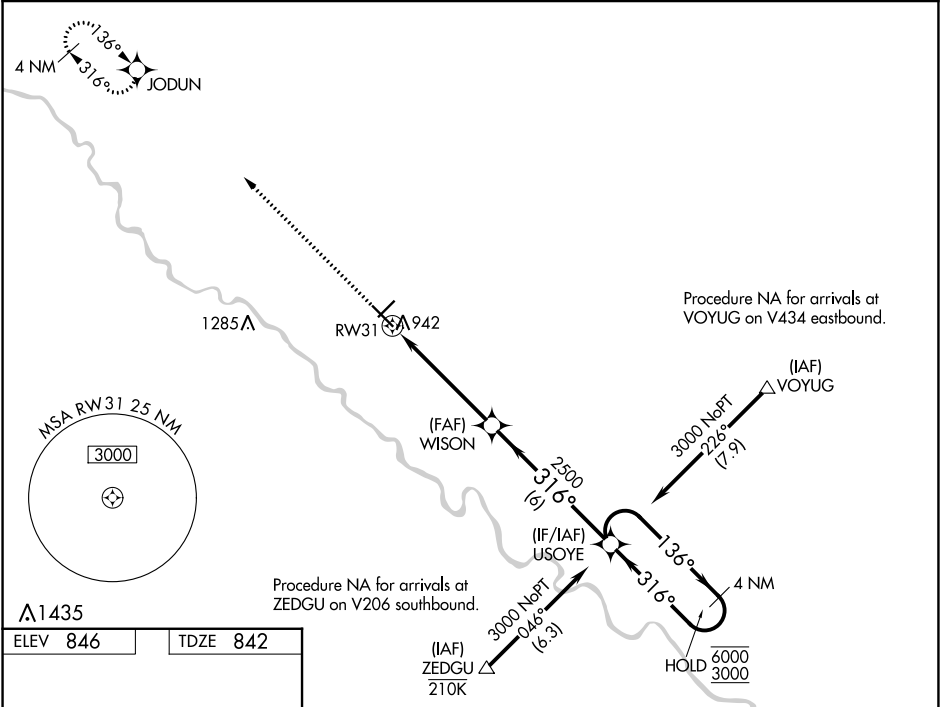 136°
4 NM
316°
JODUN
1285
RW31
942
Procedure NA for arrivals at
VOYUG on V434 eastbound.
(IAF)
VOYUG
3000 NoPT
226°
(7.9)
MSA RW31 25 NM
3000
(FAF)
WISON
2500
316°
(6)
(IF/IAF)
USOYE
136°
316°
4 NM
HOLD
6000
3000
Procedure NA for arrivals at
ZEDGU on V206 southbound.
3000 NoPT
046°
(6.3)
(IAF)
ZEDGU
210K
1435
ELEV 846
TDZE 842